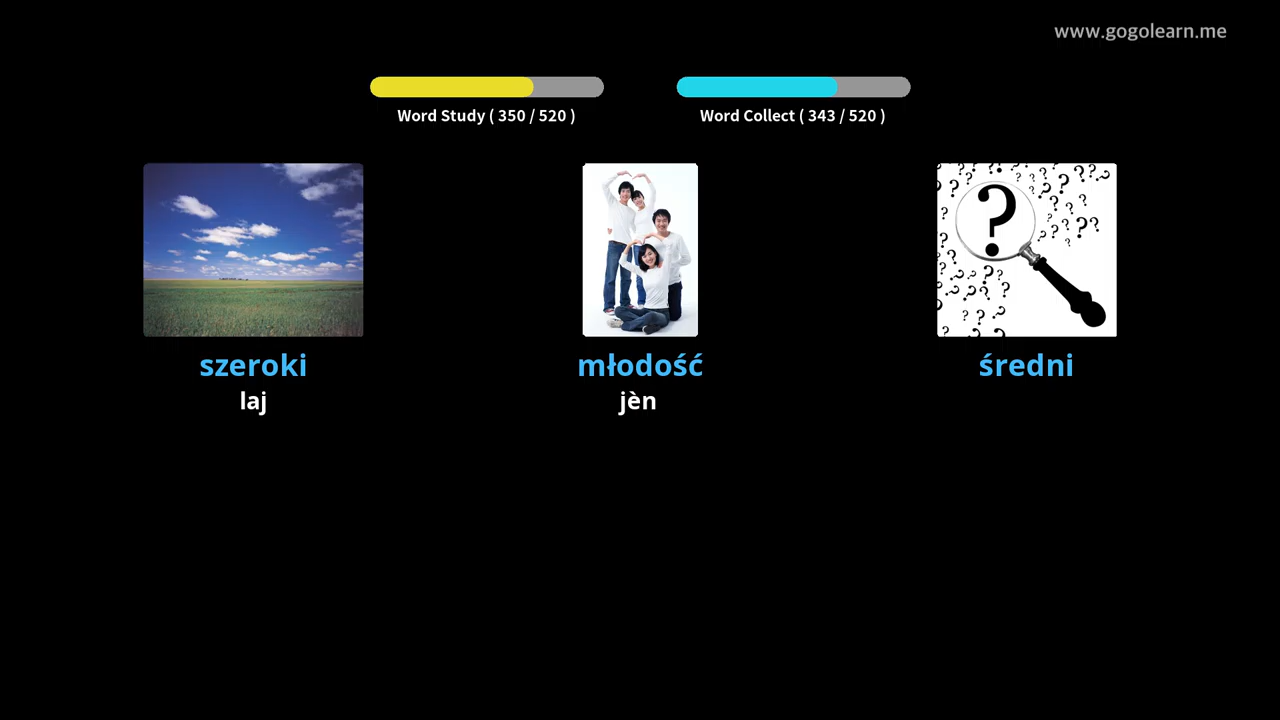 www.gogolearn.me
Word Study ( 350 / 520 )
Word Collect ( 343 / 520 )
szeroki
młodość
średni
laj
jèn